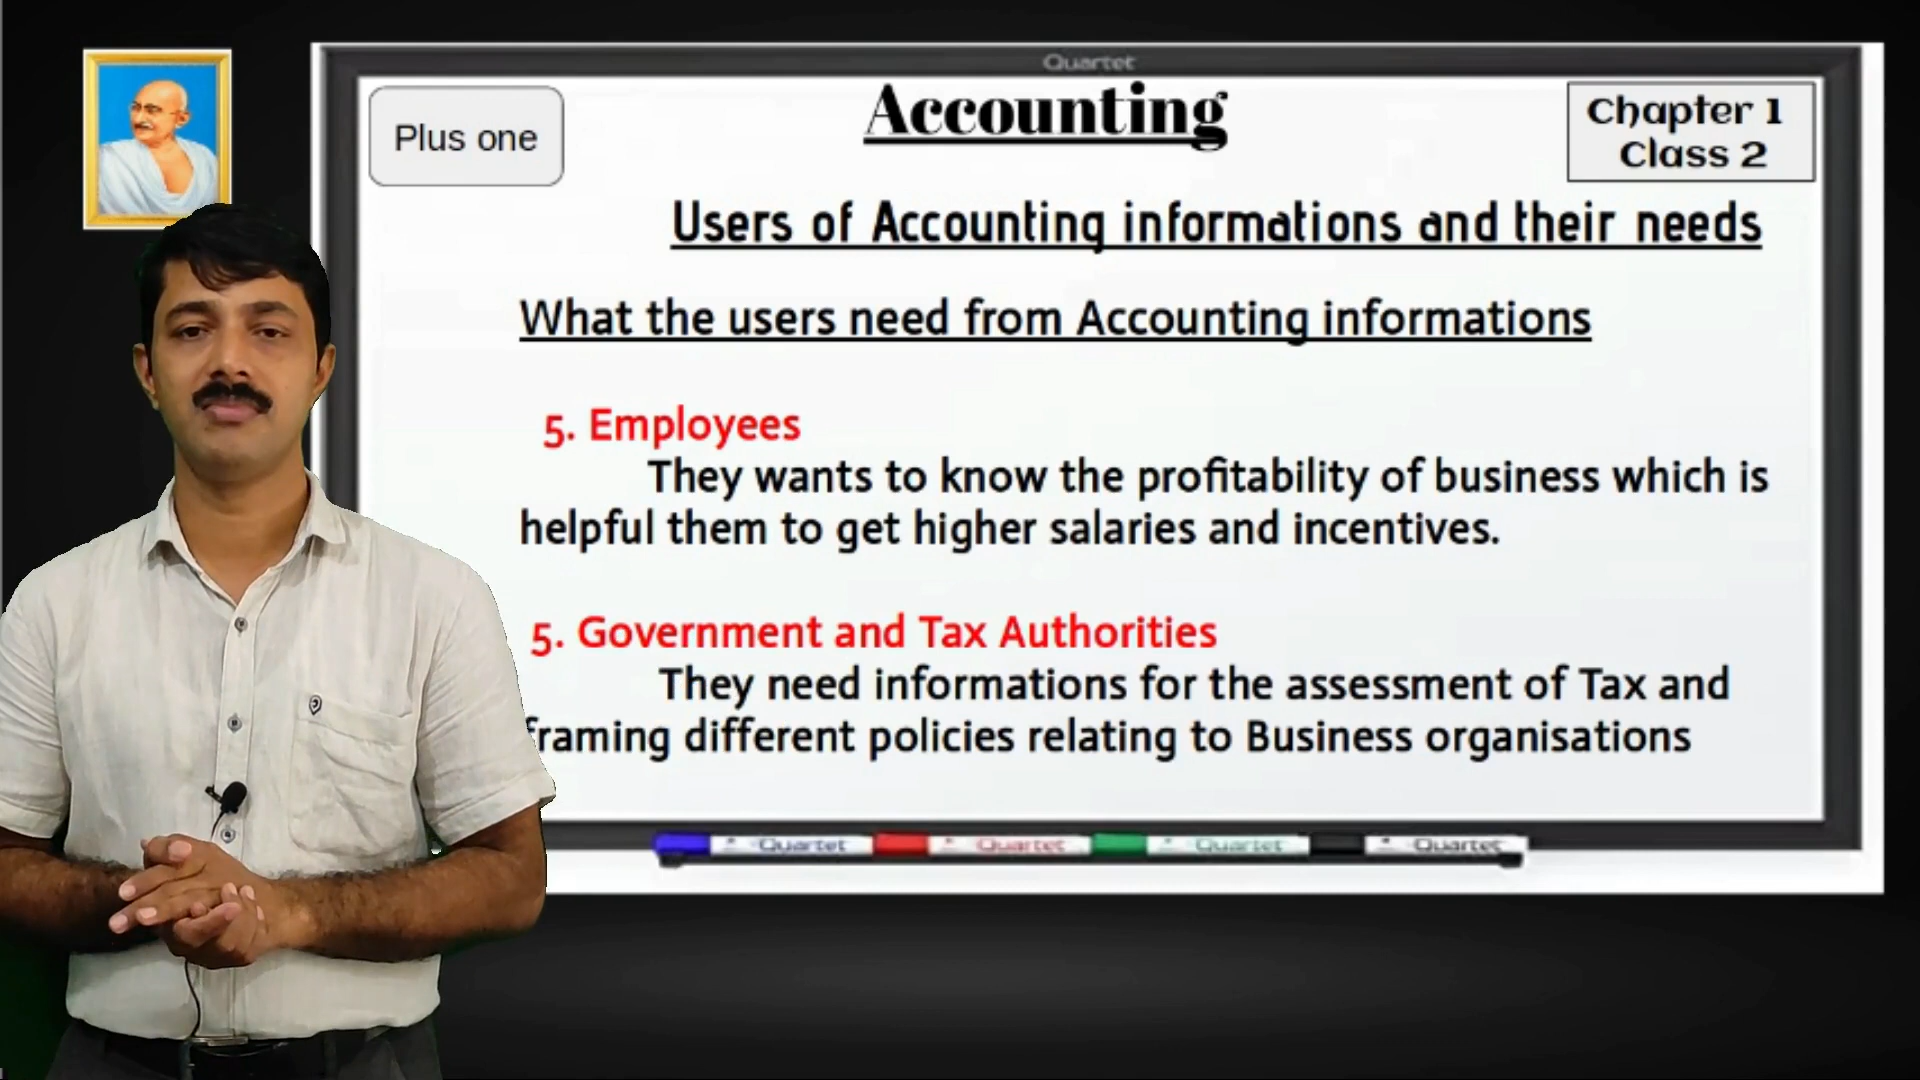 Quartet
Plus one
Accounting
Chapter 1
Class 2
Users of Accounting informations and their needs
What the users need from Accounting informations
5. Employees
They wants to know the profitability of business which is
helpful them to get higher salaries and incentives.
5. Government and Tax Authorities
They need informations for the assessment of Tax and
framing different policies relating to Business organisations
Quartet Quartet Quartet Quartet